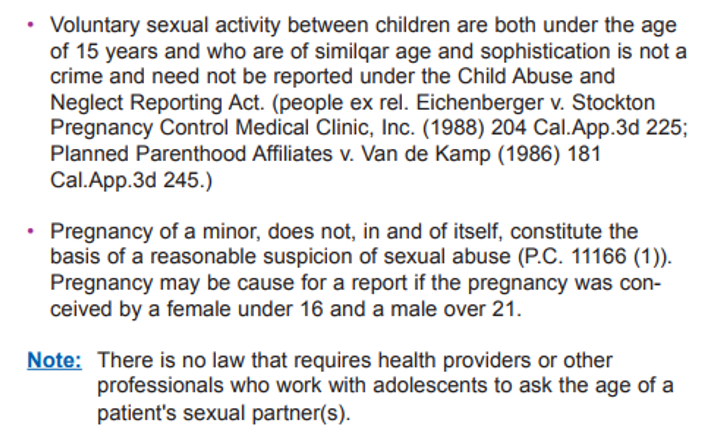 • Voluntary sexual activity between children are both under the age
of 15 years and who are of similqar age and sophistication is not a
crime and need not be reported under the Child Abuse and
Neglect Reporting Act. (people ex rel. Eichenberger v. Stockton
Pregnancy Control Medical Clinic, Inc. (1988) 204 Cal.App.3d 225;
Planned Parenthood Affiliates v. Van de Kamp (1986) 181
Cal.App.3d 245.)
• Pregnancy of a minor, does not, in and of itself, constitute the
basis of a reasonable suspicion of sexual abuse (P.C. 11166 (1)).
Pregnancy may be cause for a report if the pregnancy was con-
ceived by a female under 16 and a male over 21.
Note: There is no law that requires health providers or other
professionals who work with adolescents to ask the age of a
patient's sexual partner(s).